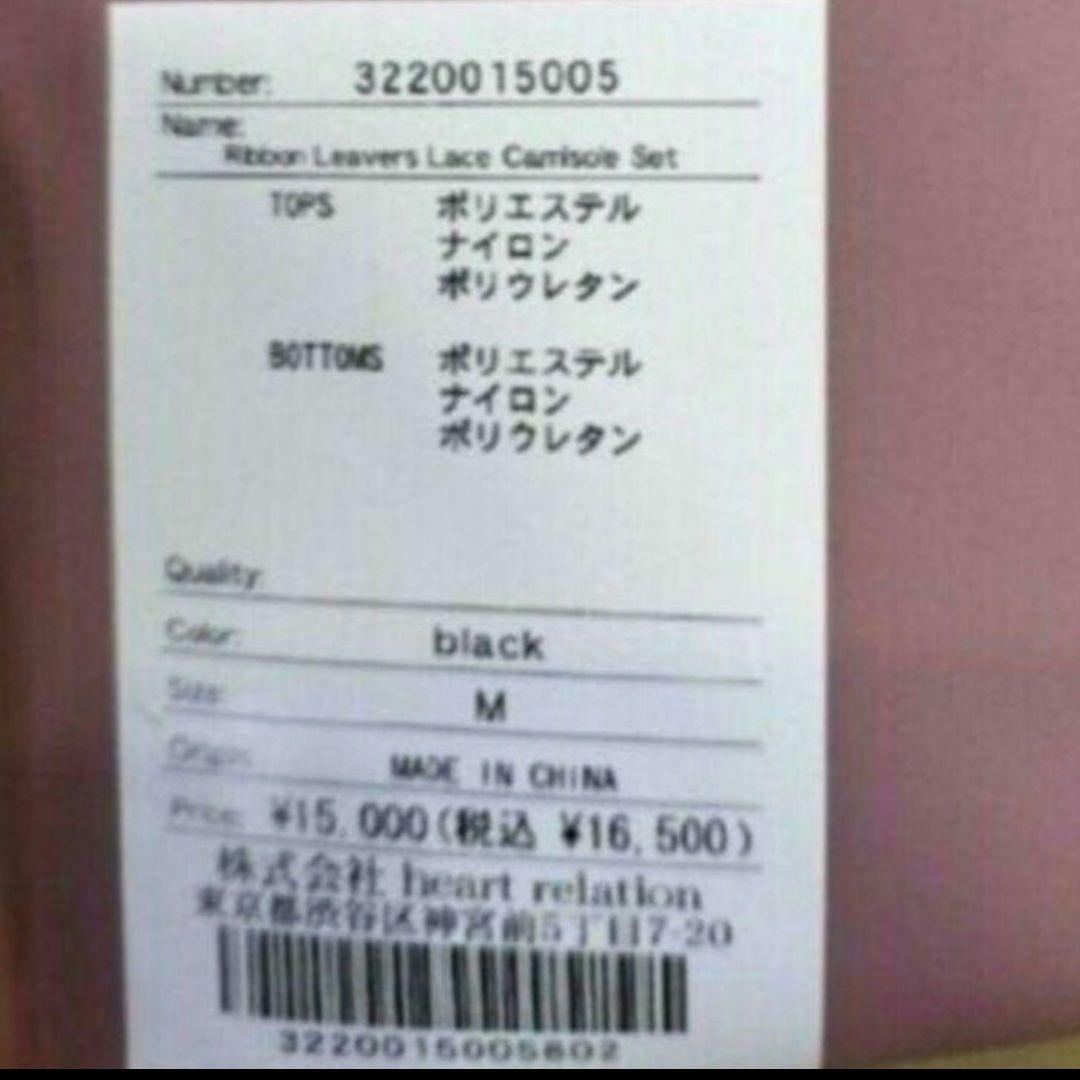 Number: 3220015005
Name:
Ribbon Leavers Lace Camisole Set
TOPS ポリエステル
ナイロン
ポリウレタン
BOTTOMS ポリエステル
ナイロン
ポリウレタン
Quality:
Color: black
Size: M
Origin: MADE IN CHINA
Price: ¥15,000(税込 ¥16,500)
株式会社 heart relation
東京都渋谷区神宮前5丁目7-20
3220015005802